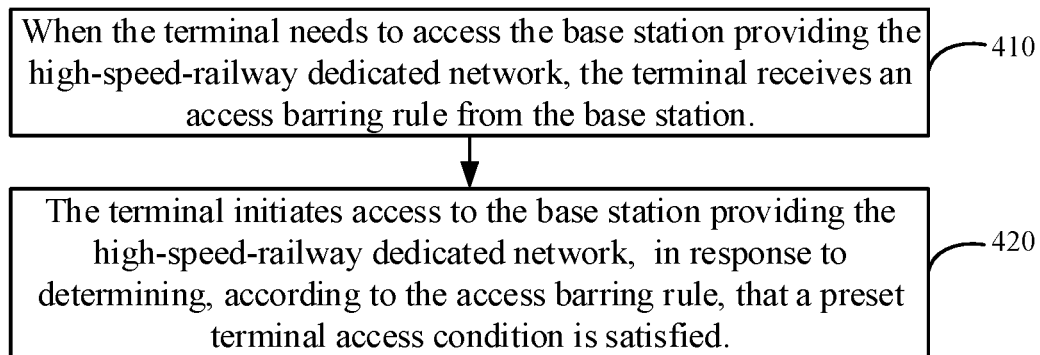 When the terminal needs to access the base station providing the
high-speed-railway dedicated network, the terminal receives an
access barring rule from the base station.
410
The terminal initiates access to the base station providing the
high-speed-railway dedicated network, in response to
determining, according to the access barring rule, that a preset
terminal access condition is satisfied.
420